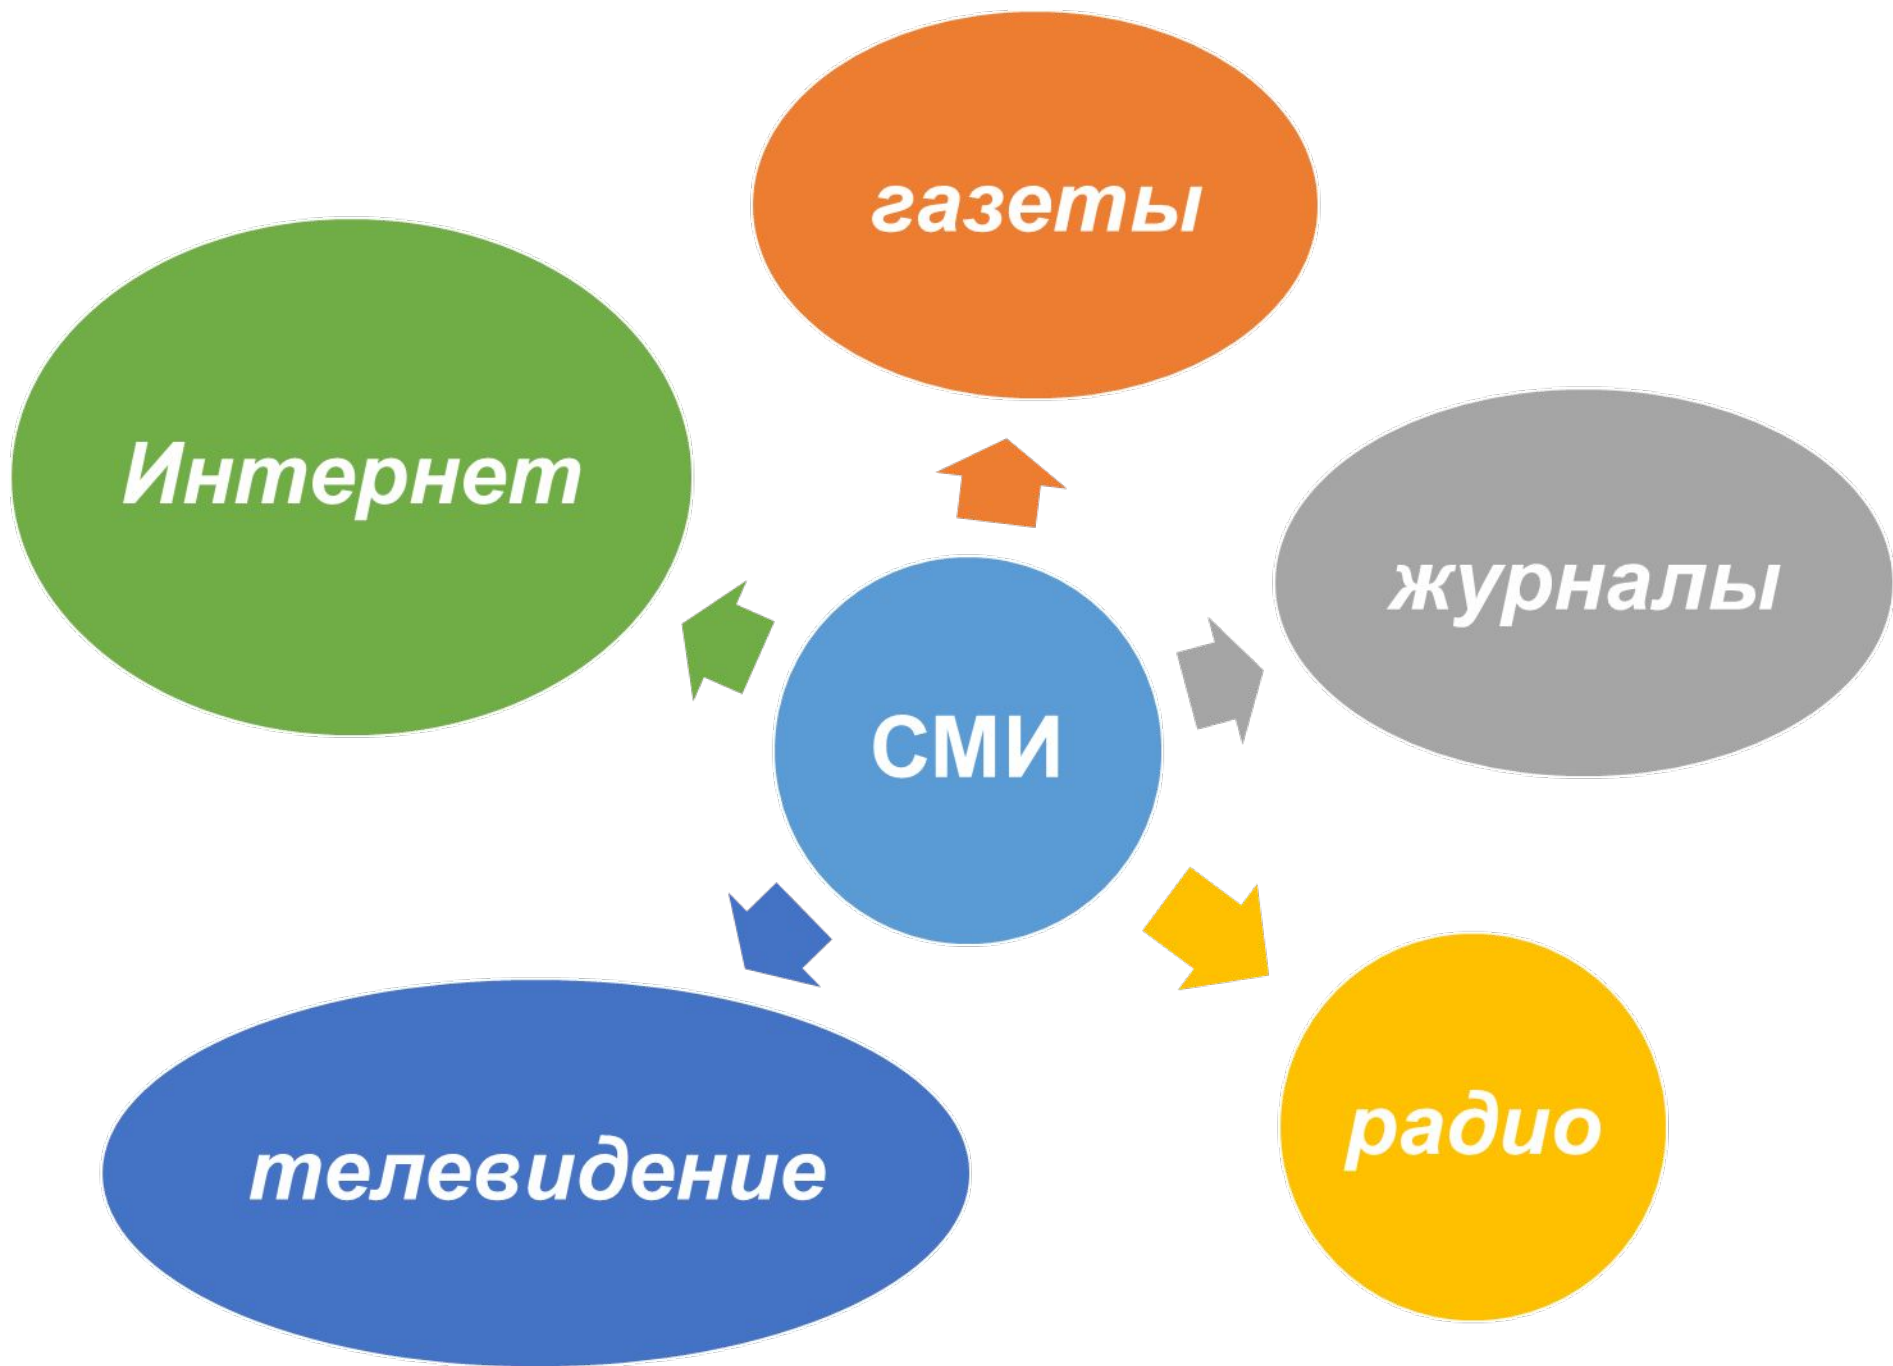 газеты
Интернет
журналы
СМИ
радио
телевидение